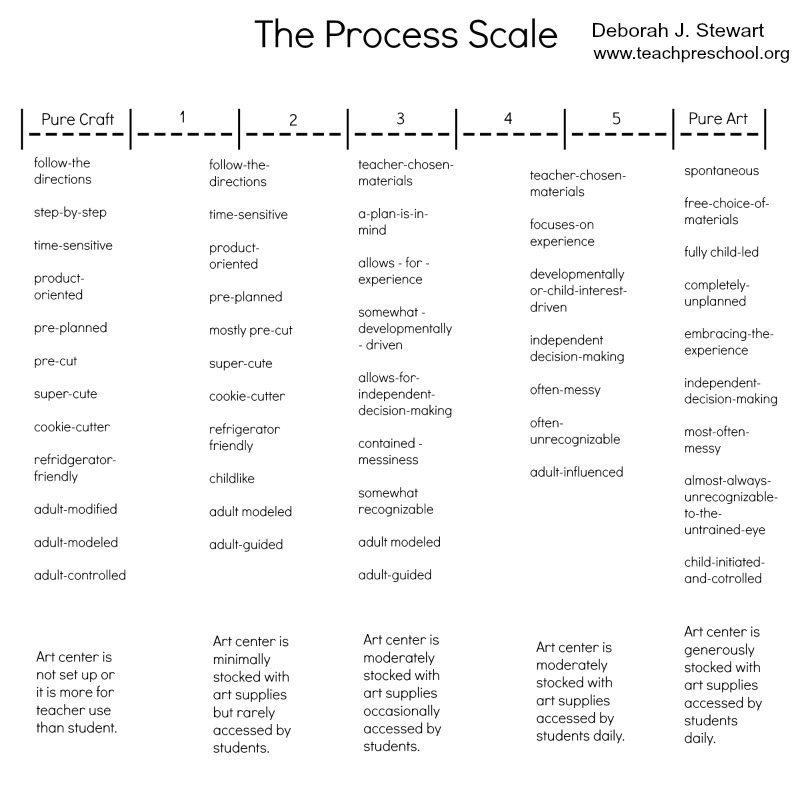 The Process Scale
Deborah J. Stewart
www.teachpreschool.org
Pure Craft
1
2
3
4
5
Pure Art
follow-the
directions
step-by-step
time-sensitive
product-
oriented
pre-planned
pre-cut
super-cute
cookie-cutter
refridgerator-
friendly
adult-modified
adult-modeled
adult-controlled
Art center is
not set up or
it is more for
teacher use
than student.
follow-the-
directions
time-sensitive
product-
oriented
pre-planned
mostly pre-cut
super-cute
cookie-cutter
refrigerator
friendly
childlike
adult modeled
adult-guided
Art center is
minimally
stocked with
art supplies
but rarely
accessed by
students.
teacher-chosen-
materials
a-plan-is-in-
mind
allows - for -
experience
somewhat -
developmentally
- driven
allows-for-
independent-
decision-making
contained -
messiness
somewhat
recognizable
adult modeled
adult-guided
Art center is
moderately
stocked with
art supplies
occasionally
accessed by
students.
teacher-chosen-
materials
focuses-on
experience
developmentally
or-child-interest-
driven
independent
decision-making
often-messy
often-
unrecognizable
adult-influenced
Art center is
moderately
stocked with
art supplies
accessed by
students daily.
spontaneous
free-choice-of-
materials
fully child-led
completely-
unplanned
embracing-the-
experience
independent-
decision-making
most-often-
messy
almost-always-
unrecognizable-
to-the-
untrained-eye
child-initiated-
and-cotrolled
Art center is
generously
stocked with
art supplies
accessed by
students
daily.